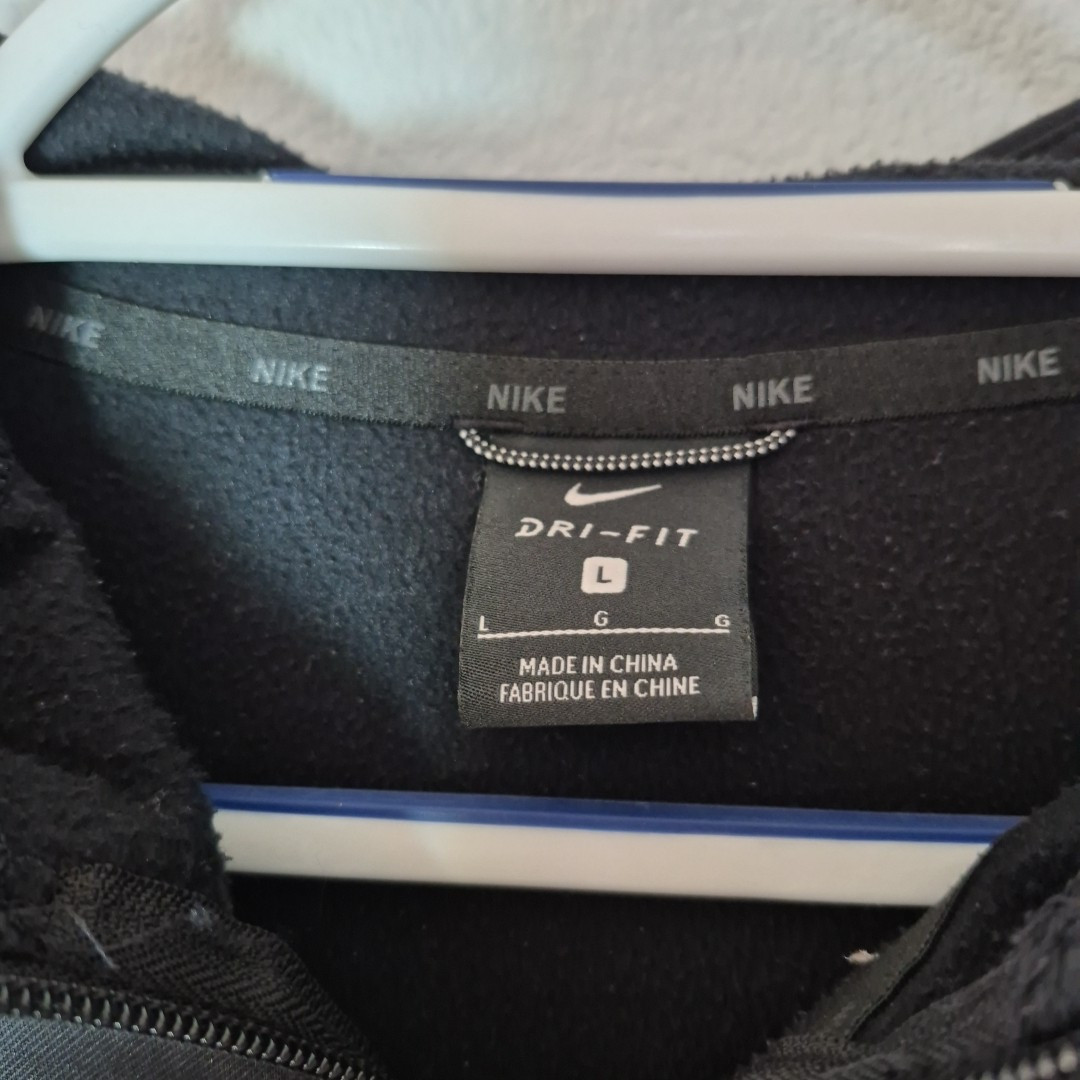 NIKE NIKE NIKE NIKE NIKE
DRI-FIT
L
L G G
MADE IN CHINA
FABRIQUE EN CHINE